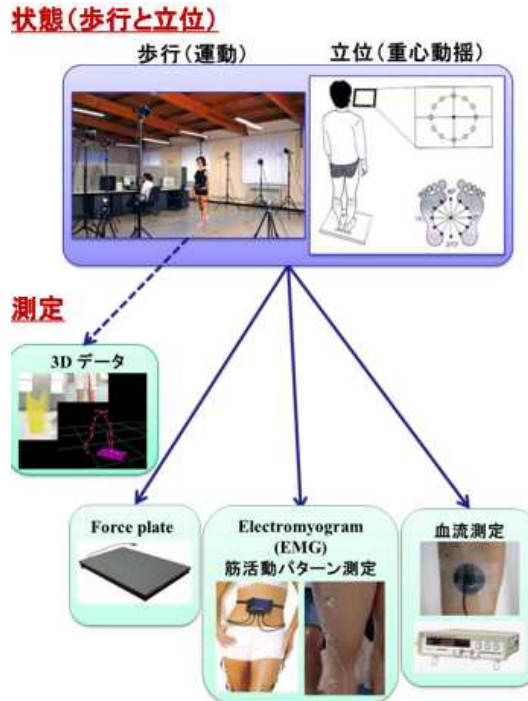 状態(歩行と立位)
歩行(運動)
立位(重心動揺)
測定
3D データ
Force plate
Electromyogram
(EMG)
筋活動パターン測定
血流測定